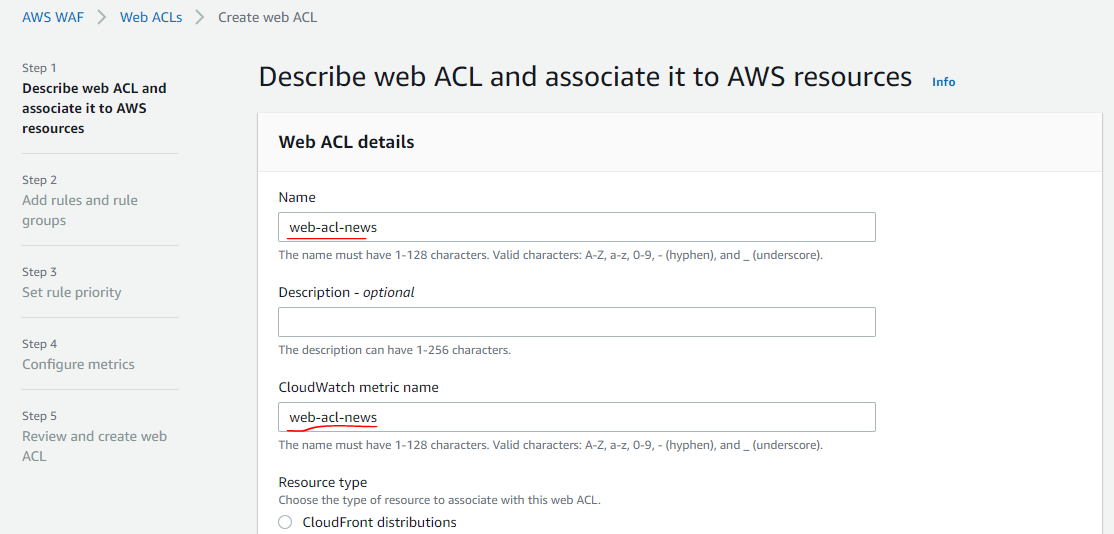 AWS WAF > Web ACLs > Create web ACL
Step 1
Describe web ACL and
associate it to AWS
resources
Step 2
Add rules and rule
groups
Step 3
Set rule priority
Step 4
Configure metrics
Step 5
Review and create web
ACL
Describe web ACL and associate it to AWS resources Info
Web ACL details
Name
web-acl-news
The name must have 1-128 characters. Valid characters: A-Z, a-z, 0-9, - (hyphen), and _ (underscore).
Description - optional
The description can have 1-256 characters.
CloudWatch metric name
web-acl-news
The name must have 1-128 characters. Valid characters: A-Z, a-z, 0-9, - (hyphen), and _ (underscore).
Resource type
Choose the type of resource to associate with this web ACL.
CloudFront distributions